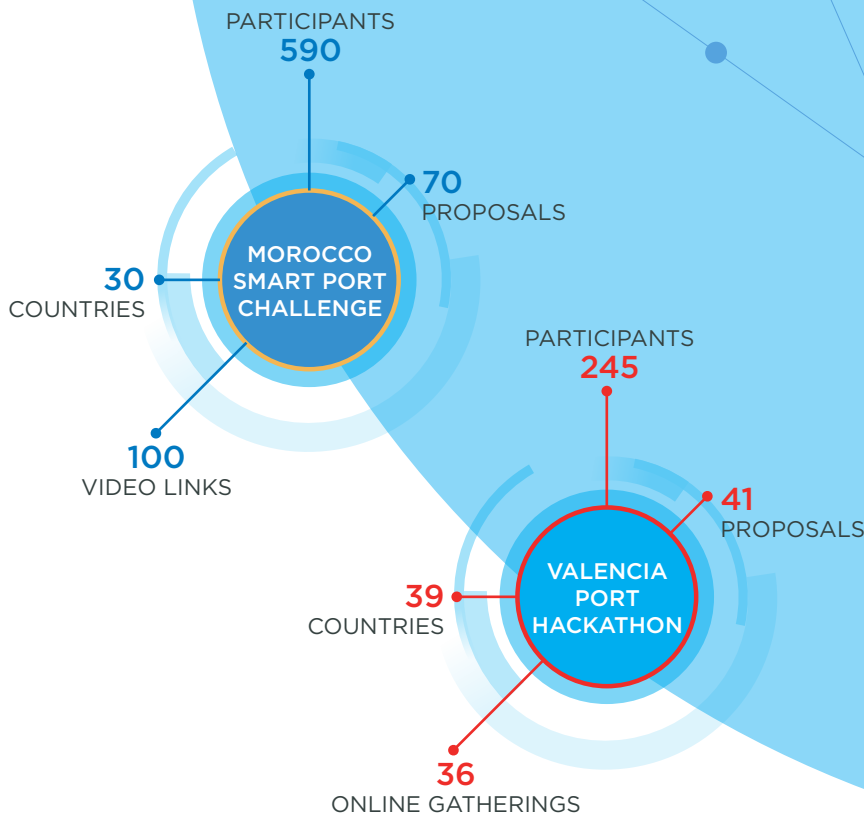 PARTICIPANTS
590
70
PROPOSALS
MOROCCO
SMART PORT
CHALLENGE
30
COUNTRIES
100
VIDEO LINKS
PARTICIPANTS
245
41
PROPOSALS
VALENCIA
PORT
HACKATHON
39
COUNTRIES
36
ONLINE GATHERINGS